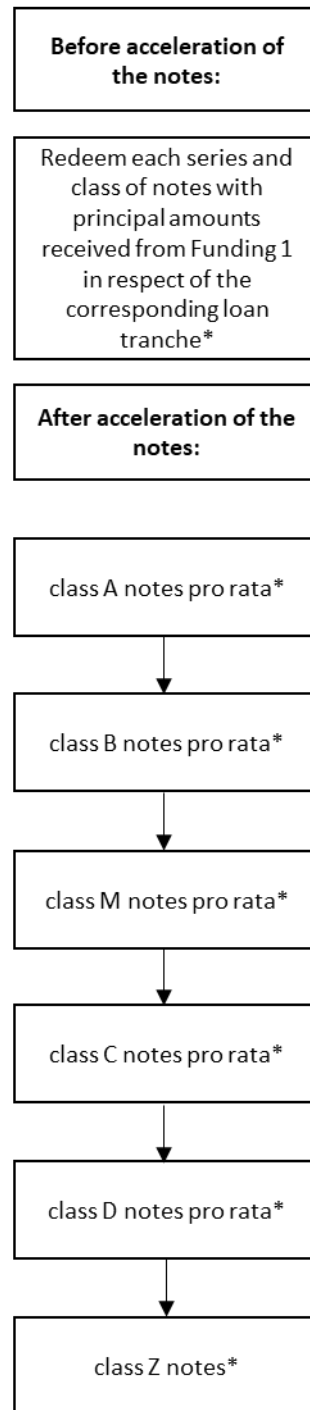 Before acceleration of
the notes:
Redeem each series and
class of notes with
principal amounts
received from Funding 1
in respect of the
corresponding loan
tranche*
After acceleration of the
notes:
class A notes pro rata*
class B notes pro rata*
class M notes pro rata*
class C notes pro rata*
class D notes pro rata*
class Z notes*